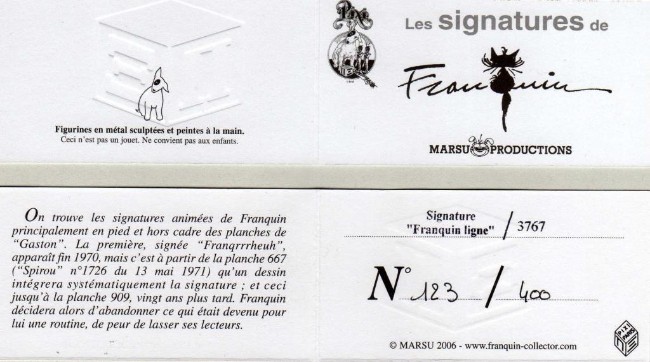 Pixi
Les signatures de
Franquin
MARSU PRODUCTIONS
Figurines en métal sculptées et peintes à la main.
Ceci n'est pas un jouet. Ne convient pas aux enfants.
On trouve les signatures animées de Franquin
principalement en pied et hors cadre des planches de
"Gaston". La première, signée "Franqrrrheuh",
apparaît fin 1970, mais c'est à partir de la planche 667
("Spirou" n°1726 du 13 mai 1971) qu'un dessin
intégrera systématiquement la signature ; et ceci
jusqu'à la planche 909, vingt ans plus tard. Franquin
décidera alors d'abandonner ce qui était devenu pour
lui une routine, de peur de lasser ses lecteurs.
Signature
"Franquin ligne" / 3767
N° 123 / 400
© MARSU 2006 - www.franquin-collector.com
PIXI
PARIS